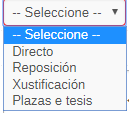 -- Seleccione --
-- Seleccione --
Directo
Reposición
Xustificación
Plazas e tesis